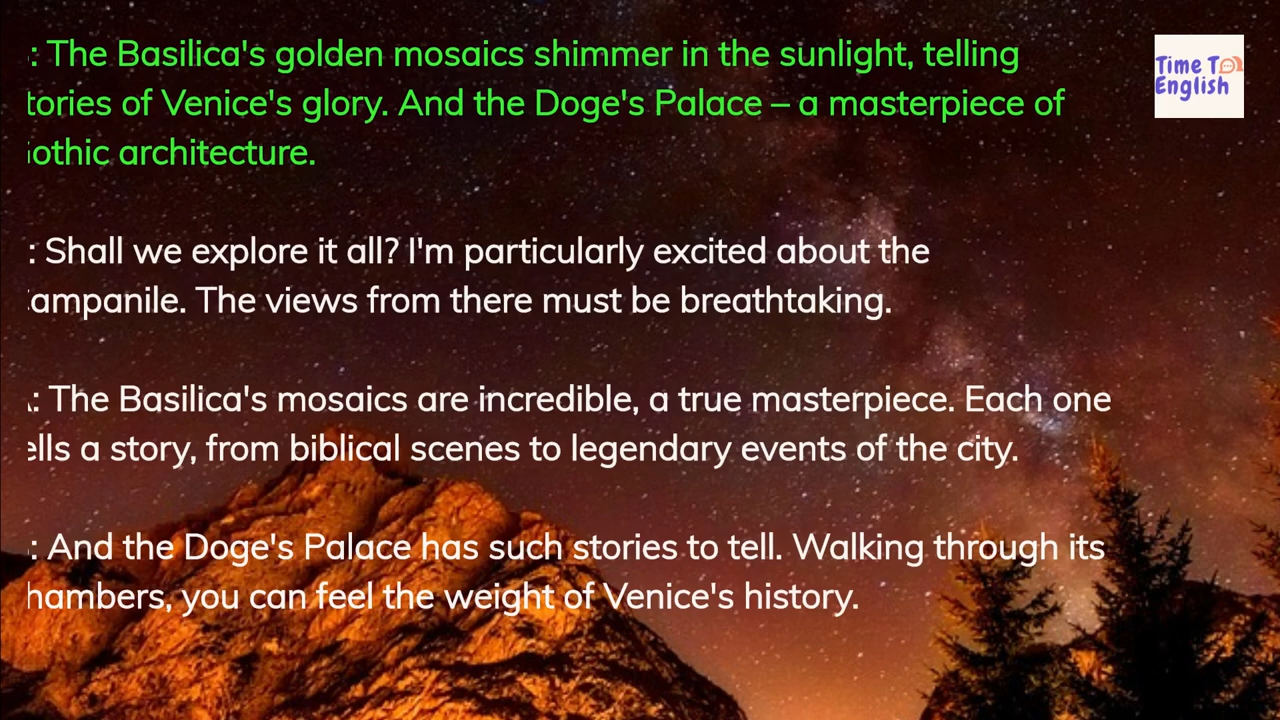 : The Basilica's golden mosaics shimmer in the sunlight, telling
tories of Venice's glory. And the Doge's Palace – a masterpiece of
othic architecture.
: Shall we explore it all? I'm particularly excited about the
ampanile. The views from there must be breathtaking.
: The Basilica's mosaics are incredible, a true masterpiece. Each one
ells a story, from biblical scenes to legendary events of the city.
: And the Doge's Palace has such stories to tell. Walking through its
hambers, you can feel the weight of Venice's history.
Time To
English